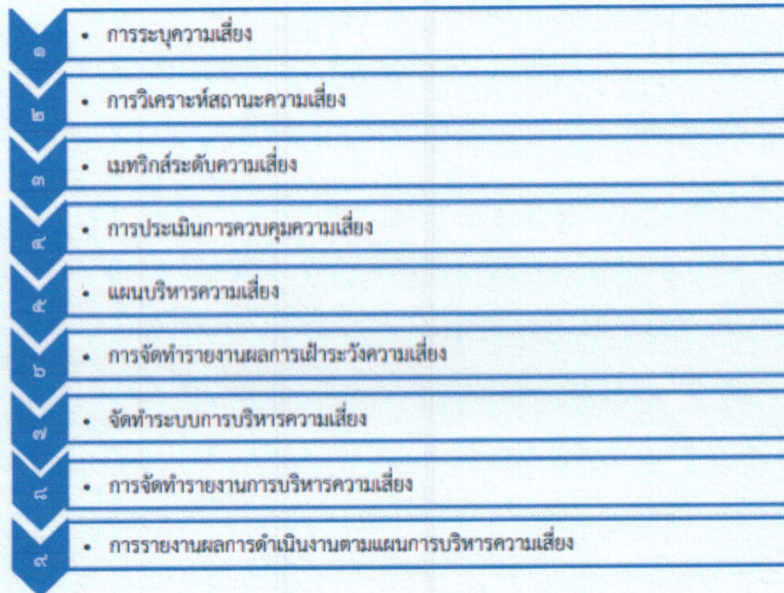 ๑ • การระบุความเสี่ยง
๒ • การวิเคราะห์สถานะความเสี่ยง
๓ • เมทริกส์ระดับความเสี่ยง
๔ • การประเมินการควบคุมความเสี่ยง
๕ • แผนบริหารความเสี่ยง
๖ • การจัดทำรายงานผลการเฝ้าระวังความเสี่ยง
๗ • จัดทำระบบการบริหารความเสี่ยง
๘ • การจัดทำรายงานการบริหารความเสี่ยง
๙ • การรายงานผลการดำเนินงานตามแผนการบริหารความเสี่ยง